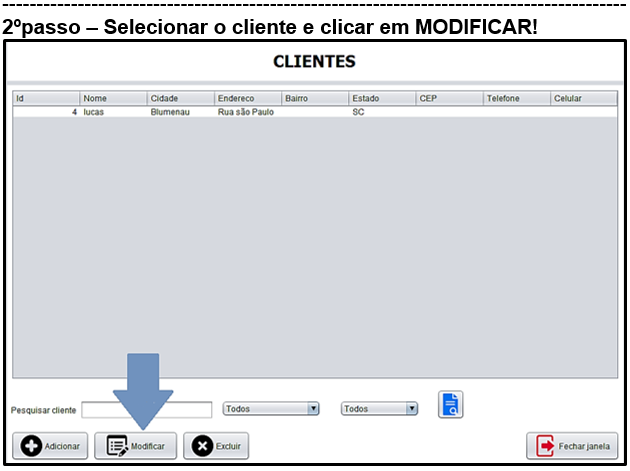 2ºpasso – Selecionar o cliente e clicar em MODIFICAR!
CLIENTES
Id Nome Cidade Endereco Bairro Estado CEP Telefone Celular
4 lucas Blumenau Rua são Paulo SC
Pesquisar cliente Todos Todos
Adicionar Modificar Excluir Fechar janela